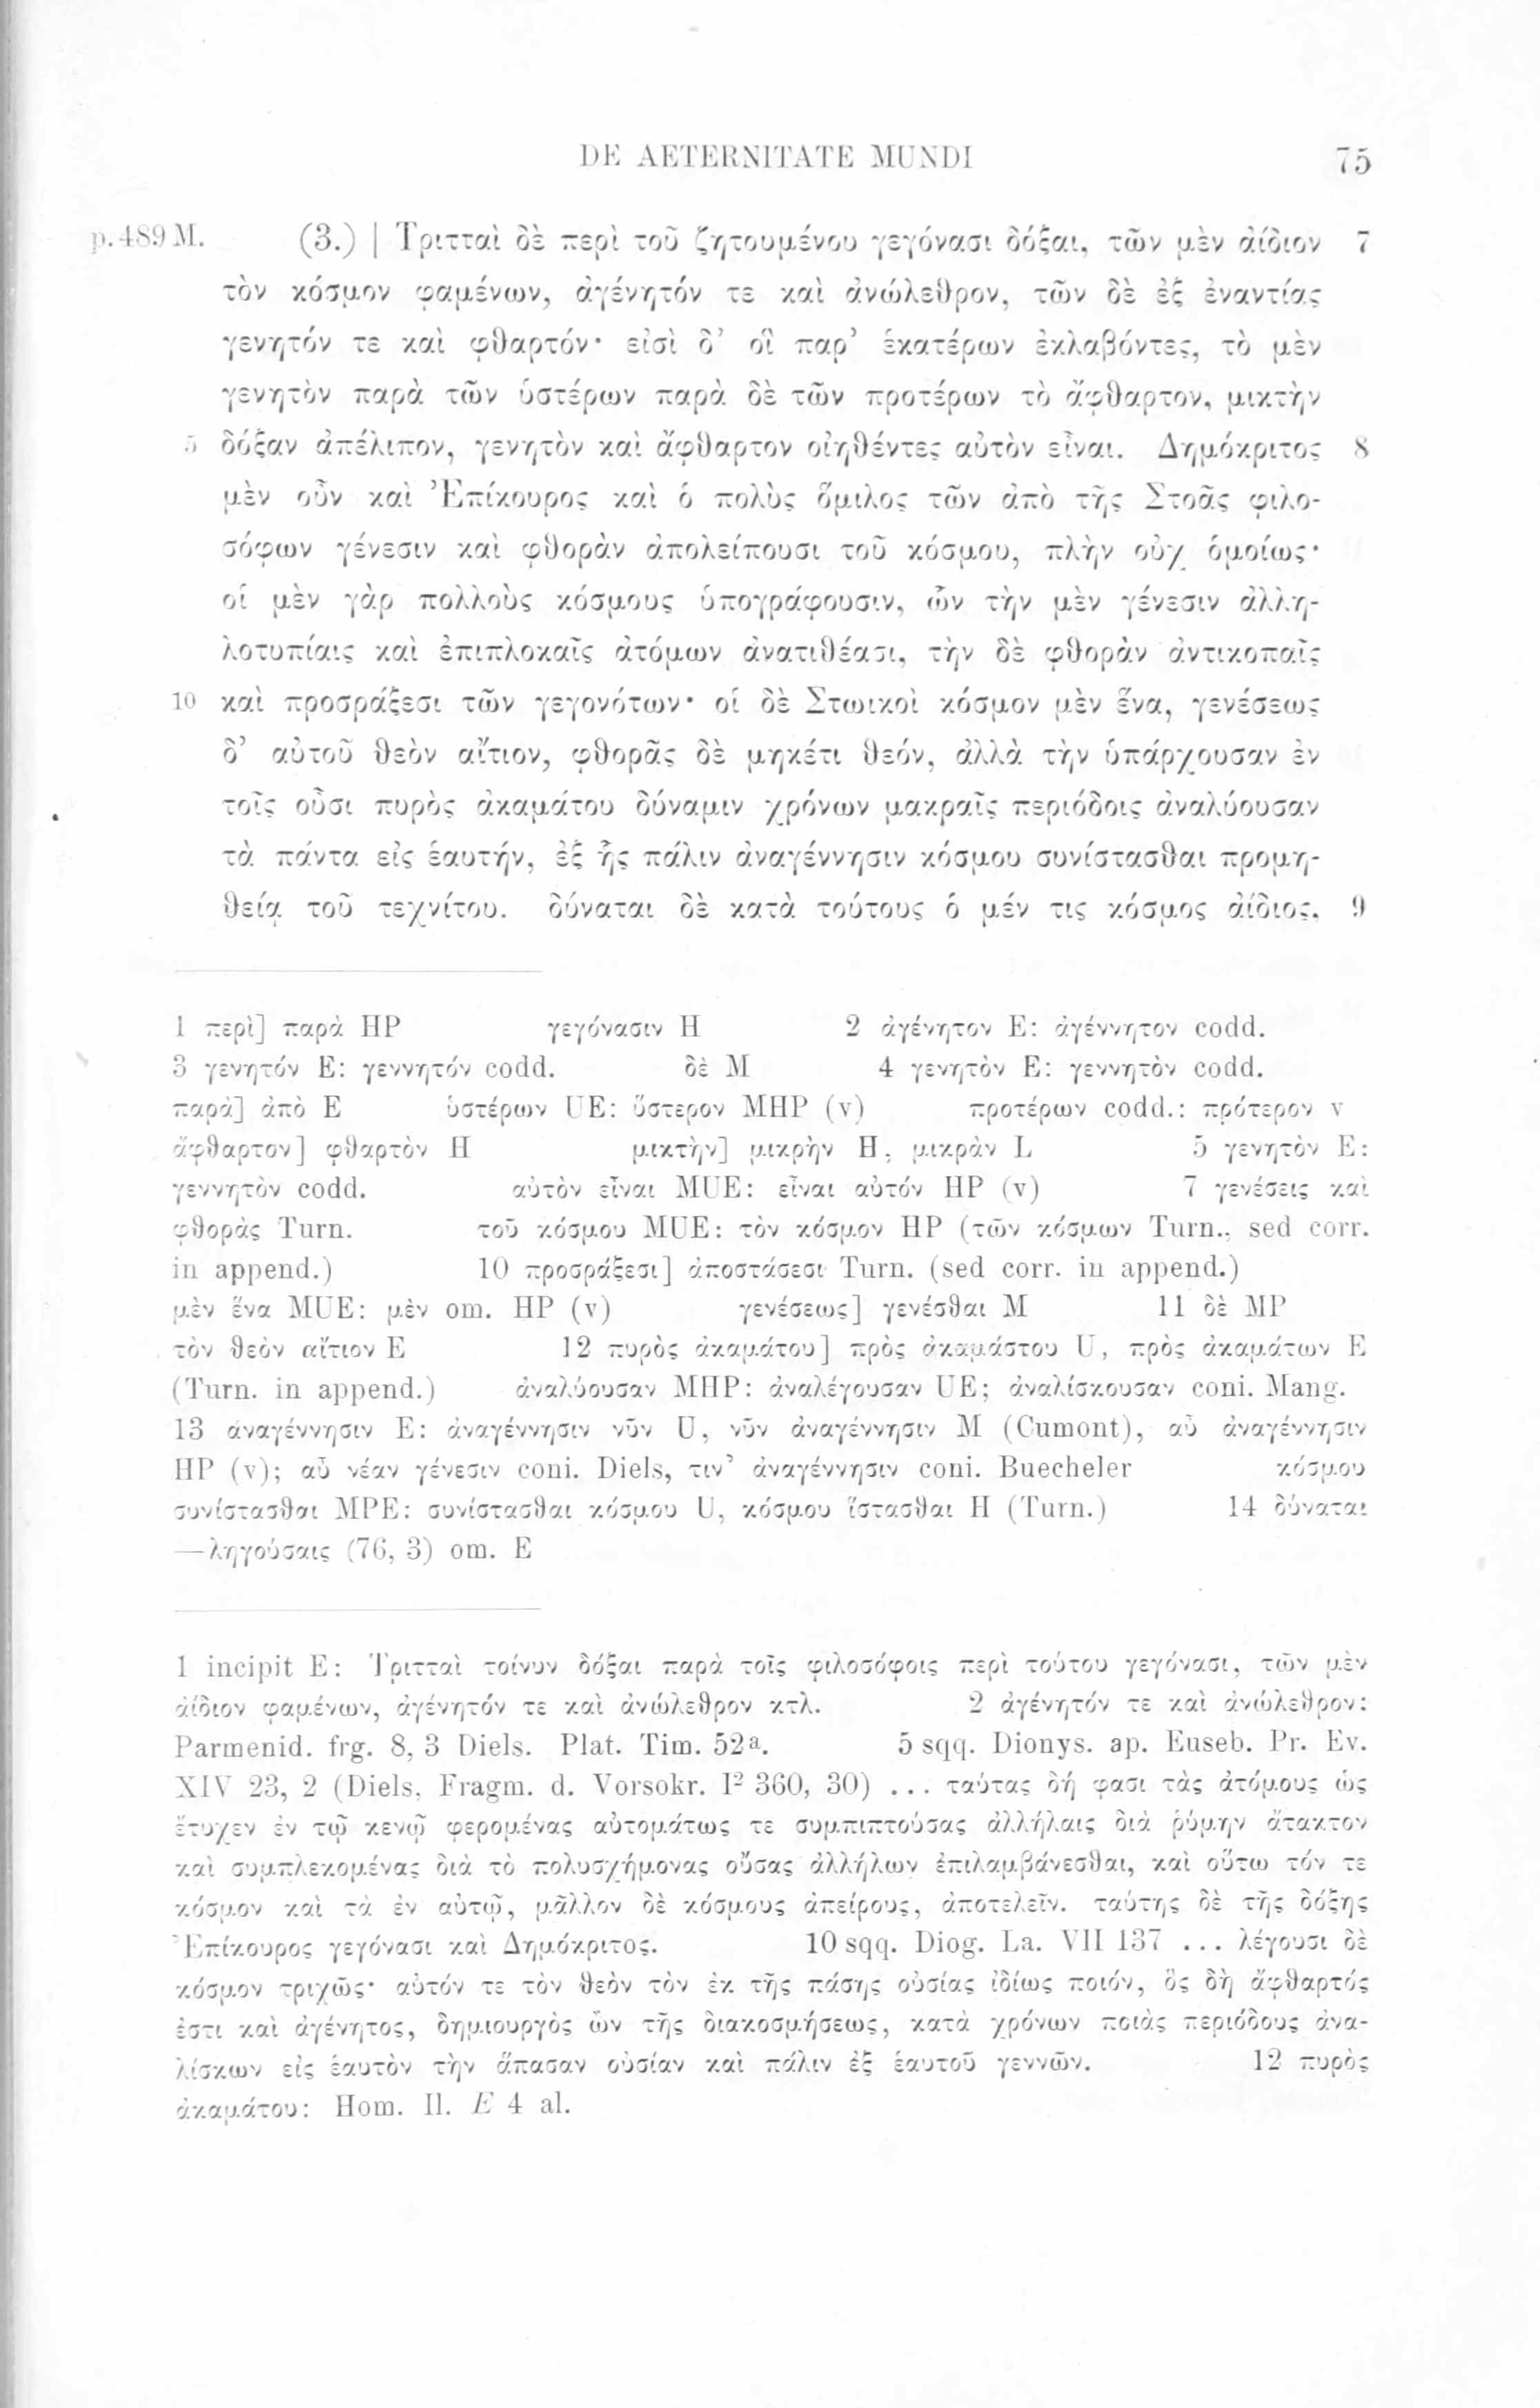 DE AETERNITATE MUNDI 75
p. 489 M. (3.) | Τριτταὶ δὲ περὶ τοῦ ζητουμένου γεγόνασι δόξαι, τῶν μὲν ἀίδιον 7
τὸν κόσμον φαμένων, ἀγένητόν τε καὶ ἀνώλεθρον, τῶν δὲ ἐξ ἐναντίας
γενητόν τε καὶ φθαρτόν· εἰσὶ δ’ οἳ παρ’ ἑκατέρων ἐκλαβόντες, τὸ μὲν
γενητὸν παρὰ τῶν ὑστέρων παρὰ δὲ τῶν προτέρων τὸ ἄφθαρτον, μικτὴν
5 δόξαν ἀπέλιπον, γενητὸν καὶ ἄφθαρτον οἰηθέντες αὐτὸν εἶναι. Δημόκριτος 8
μὲν οὖν καὶ Ἐπίκουρος καὶ ὁ πολὺς ὅμιλος τῶν ἀπὸ τῆς Στοᾶς φιλο-
σόφων γένεσιν καὶ φθορὰν ἀπολείπουσι τοῦ κόσμου, πλὴν οὐχ ὁμοίως·
οἱ μὲν γὰρ πολλοὺς κόσμους ὑπογράφουσιν, ὧν τὴν μὲν γένεσιν ἀλλη-
λοτυπίαις καὶ ἐπιπλοκαῖς ἀτόμων ἀνατιθέασι, τὴν δὲ φθορὰν ἀντικοπαῖς
10 καὶ προσράξεσι τῶν γεγονότων· οἱ δὲ Στωικοὶ κόσμον μὲν ἕνα, γενέσεως
δ’ αὐτοῦ θεὸν αἴτιον, φθορᾶς δὲ μηκέτι θεόν, ἀλλὰ τὴν ὑπάρχουσαν ἐν
τοῖς οὖσι πυρὸς ἀκαμάτου δύναμιν χρόνων μακραῖς περιόδοις ἀναλύουσαν
τὰ πάντα εἰς ἑαυτήν, ἐξ ἧς πάλιν ἀναγέννησιν κόσμου συνίστασθαι προμη-
θείᾳ τοῦ τεχνίτου. δύναται δὲ κατὰ τούτους ὁ μέν τις κόσμος ἀίδιος, 9
1 περὶ] παρὰ HP γεγόνασιν H 2 ἀγένητον E: ἀγέννητον codd.
3 γενητόν E: γεννητόν codd. δὲ M 4 γενητὸν E: γεννητὸν codd.
παρὰ] ἀπὸ E ὑστέρων UE: ὕστερον MHP (v) προτέρων codd.: πρότερον v
ἄφθαρτον] φθαρτὸν H μικτὴν] μικρὴν H, μικρὰν L 5 γενητὸν E:
γεννητὸν codd. αὐτὸν εἶναι MUE: εἶναι αὐτόν HP (v) 7 γενέσεις καὶ
φθορὰς Turn. τοῦ κόσμου MUE: τὸν κόσμον HP (τῶν κόσμων Turn., sed corr.
in append.) 10 προσράξεσι] ἀποστάσεσι Turn. (sed corr. in append.)
μὲν ἕνα MUE: μὲν om. HP (v) γενέσεως] γενέσθαι M 11 δὲ MP
τὸν θεὸν αἴτιον E 12 πυρὸς ἀκαμάτου] πρὸς ἀκαμάστου U, πρὸς ἀκαμάτων E
(Turn. in append.) ἀναλύουσαν MHP: ἀναλέγουσαν UE; ἀναλίσκουσαν coni. Mang.
13 ἀναγέννησιν E: ἀναγέννησιν νῦν U, νῦν ἀναγέννησιν M (Cumont), αὖ ἀναγέννησιν
HP (v); αὖ νέαν γένεσιν coni. Diels, τιν’ ἀναγέννησιν coni. Buecheler κόσμου
συνίστασθαι MPE: συνίστασθαι κόσμου U, κόσμου ἵστασθαι H (Turn.) 14 δύναται
—ληγούσαις (76, 3) om. E
1 incipit E: Τριτταὶ τοίνυν δόξαι παρὰ τοῖς φιλοσόφοις περὶ τούτου γεγόνασι, τῶν μὲν
ἀίδιον φαμένων, ἀγένητόν τε καὶ ἀνώλεθρον κτλ. 2 ἀγένητόν τε καὶ ἀνώλεθρον:
Parmenid. frg. 8, 3 Diels. Plat. Tim. 52a. 5 sqq. Dionys. ap. Euseb. Pr. Ev.
XIV 23, 2 (Diels, Fragm. d. Vorsokr. I² 360, 30) ... ταύτας δή φασι τὰς ἀτόμους ὡς
ἔτυχεν ἐν τῷ κενῷ φερομένας αὐτομάτως τε συμπιπτούσας ἀλλήλαις διὰ ῥύμην ἄτακτον
καὶ συμπλεκομένας διὰ τὸ πολυσχήμονας οὔσας ἀλλήλων ἐπιλαμβάνεσθαι, καὶ οὕτω τόν τε
κόσμον καὶ τὰ ἐν αὐτῷ, μᾶλλον δὲ κόσμους ἀπείρους, ἀποτελεῖν. ταύτης δὲ τῆς δόξης
Ἐπίκουρος γεγόνασι καὶ Δημόκριτος. 10 sqq. Diog. La. VII 137 ... λέγουσι δὲ
κόσμον τριχῶς· αὐτόν τε τὸν θεὸν τὸν ἐκ τῆς πάσης οὐσίας ἰδίως ποιόν, ὃς δὴ ἄφθαρτός
ἐστι καὶ ἀγένητος, δημιουργὸς ὢν τῆς διακοσμήσεως, κατὰ χρόνων ποιὰς περιόδους ἀνα-
λίσκων εἰς ἑαυτὸν τὴν ἅπασαν οὐσίαν καὶ πάλιν ἐξ ἑαυτοῦ γεννῶν. 12 πυρὸς
ἀκαμάτου: Hom. Il. E 4 al.